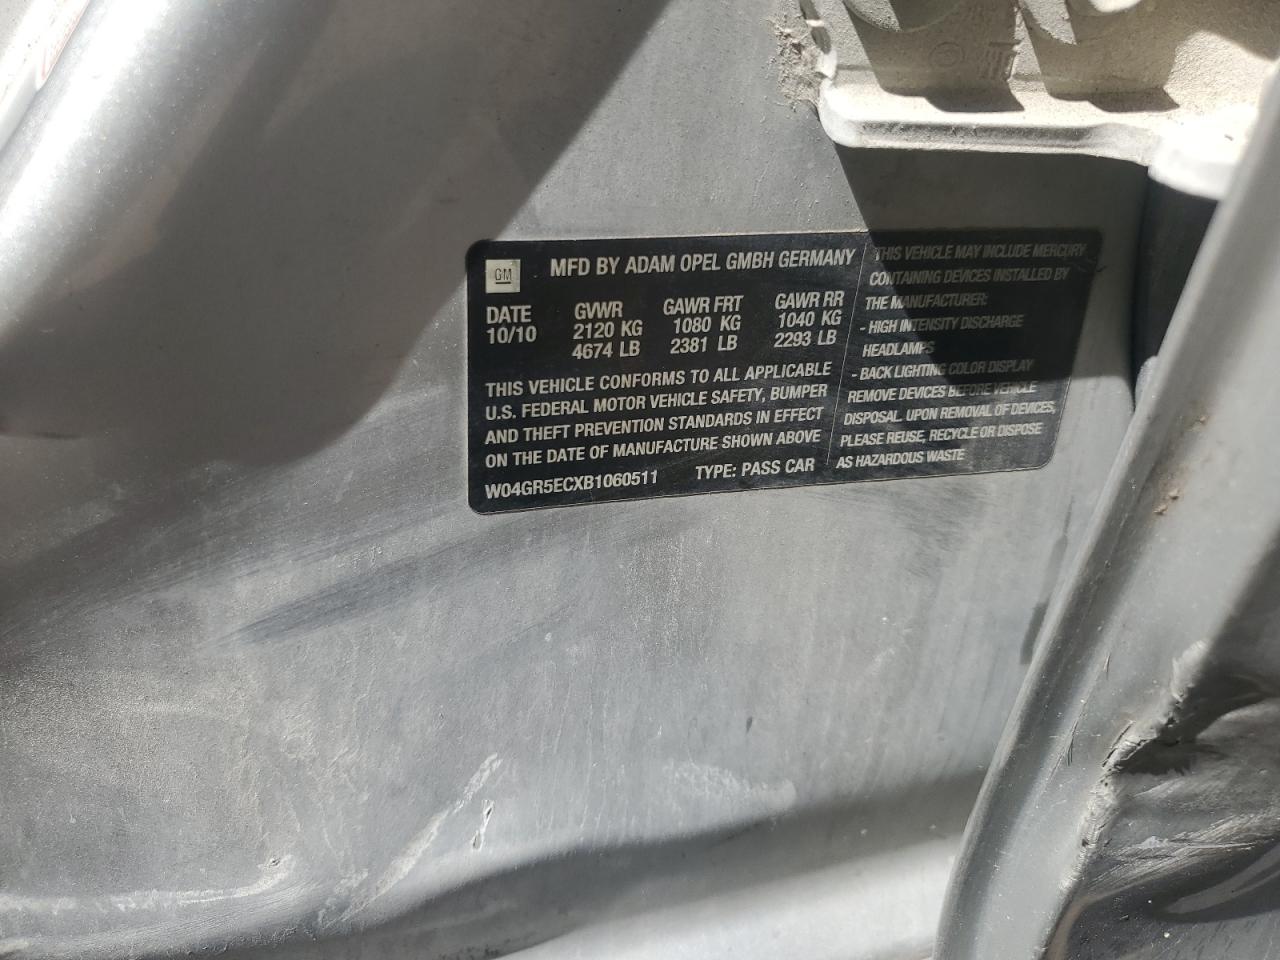 GM
MFD BY ADAM OPEL GMBH GERMANY
DATE GVWR GAWR FRT GAWR RR
10/10 2120 KG 1080 KG 1040 KG
4674 LB 2381 LB 2293 LB
THIS VEHICLE CONFORMS TO ALL APPLICABLE
U.S. FEDERAL MOTOR VEHICLE SAFETY, BUMPER
AND THEFT PREVENTION STANDARDS IN EFFECT
ON THE DATE OF MANUFACTURE SHOWN ABOVE
W04GR5ECXB1060511 TYPE: PASS CAR
THIS VEHICLE MAY INCLUDE MERCURY
CONTAINING DEVICES INSTALLED BY
THE MANUFACTURER:
- HIGH INTENSITY DISCHARGE
HEADLAMPS
- BACK LIGHTING COLOR DISPLAY
REMOVE DEVICES BEFORE VEHICLE
DISPOSAL. UPON REMOVAL OF DEVICES,
PLEASE REUSE, RECYCLE OR DISPOSE
AS HAZARDOUS WASTE